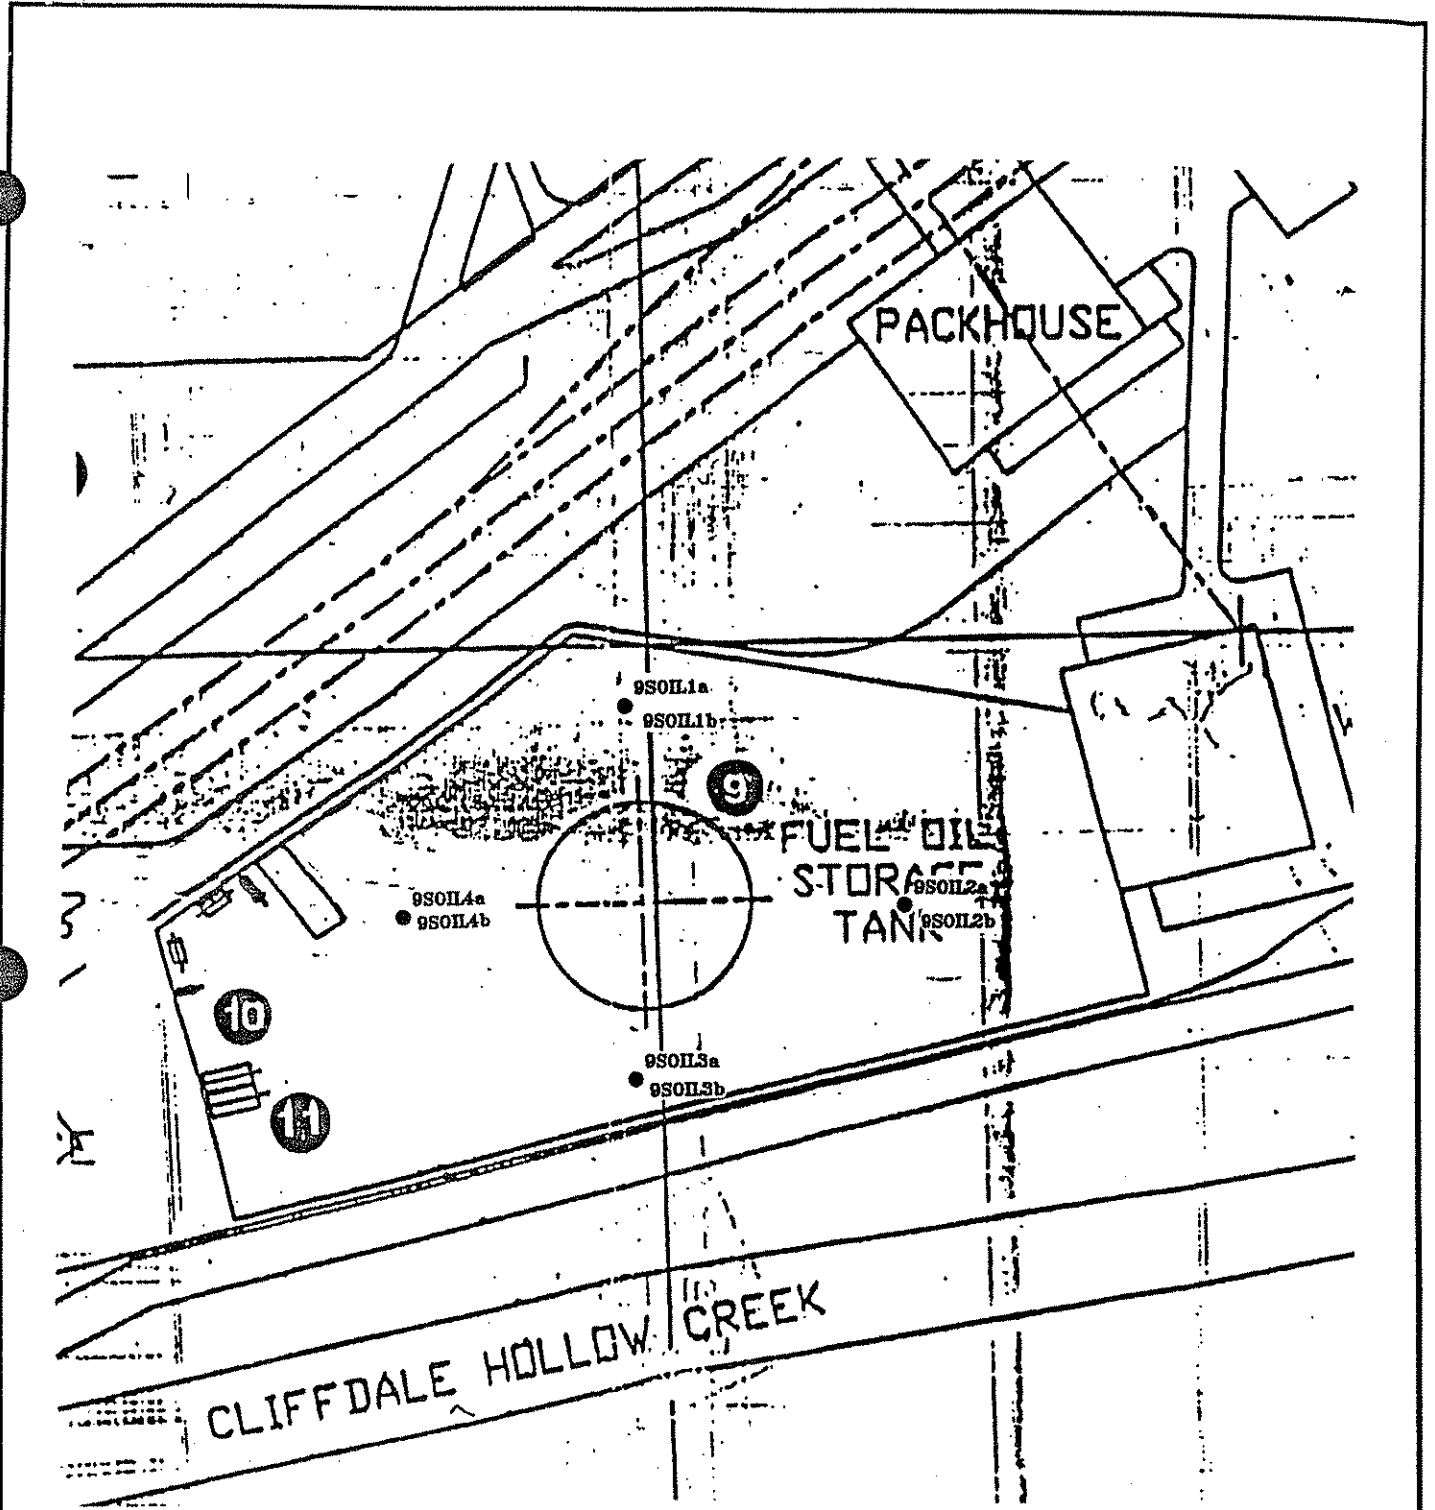 PACKHOUSE
9SOIL1a
9SOIL1b
9
FUEL OIL
STORAGE
TANK
9SOIL2a
9SOIL2b
9SOIL4a
9SOIL4b
10
9SOIL3a
9SOIL3b
11
CLIFFDALE HOLLOW CREEK